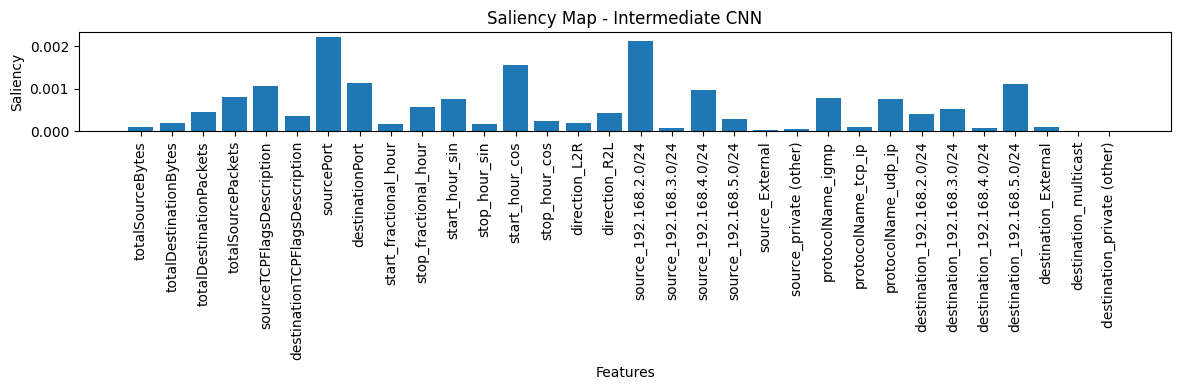 Saliency Map - Intermediate CNN
Saliency
0.002
0.001
0.000
totalSourceBytes
totalDestinationBytes
totalDestinationPackets
totalSourcePackets
sourceTCPFlagsDescription
destinationTCPFlagsDescription
sourcePort
destinationPort
start_fractional_hour
stop_fractional_hour
start_hour_sin
stop_hour_sin
start_hour_cos
stop_hour_cos
direction_L2R
direction_R2L
source_192.168.2.0/24
source_192.168.3.0/24
source_192.168.4.0/24
source_192.168.5.0/24
source_External
source_private (other)
protocolName_igmp
protocolName_tcp_ip
protocolName_udp_ip
destination_192.168.2.0/24
destination_192.168.3.0/24
destination_192.168.4.0/24
destination_192.168.5.0/24
destination_External
destination_multicast
destination_private (other)
Features